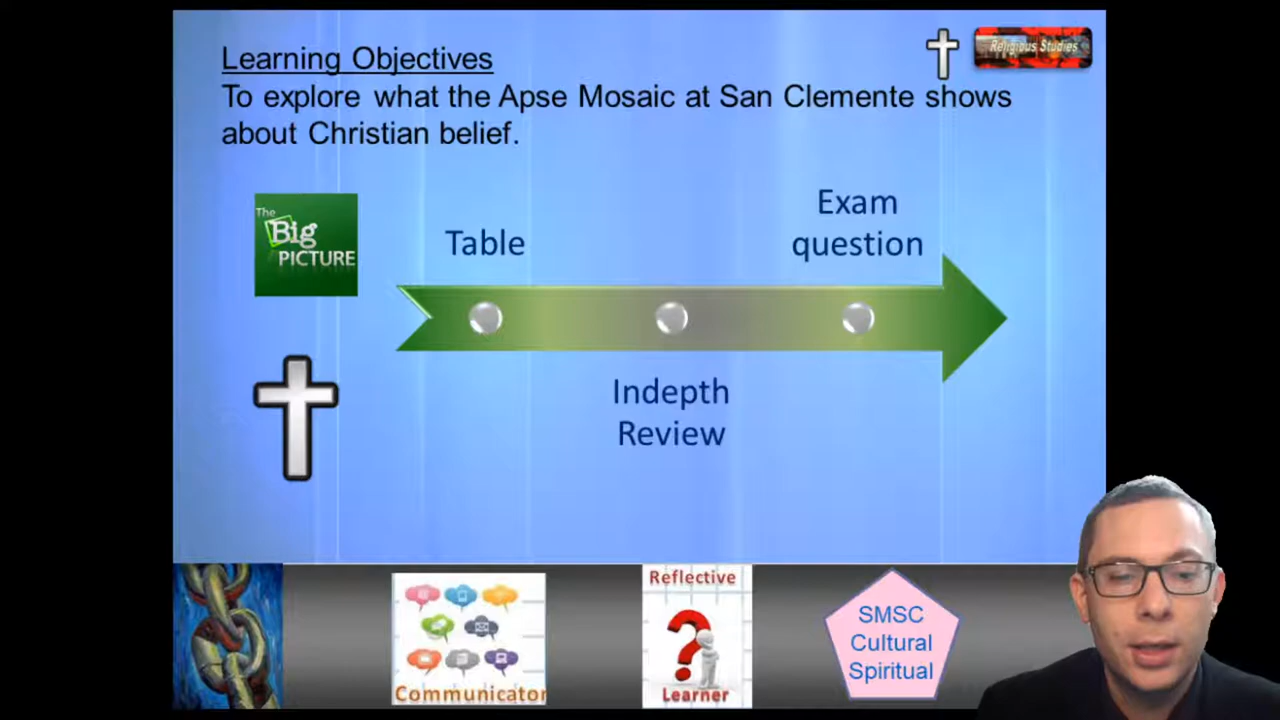 Learning Objectives
To explore what the Apse Mosaic at San Clemente shows
about Christian belief.
Religious Studies
The
Big
PICTURE
Table
Exam
question
Indepth
Review
Communicator
Reflective
Learner
SMSC
Cultural
Spiritual